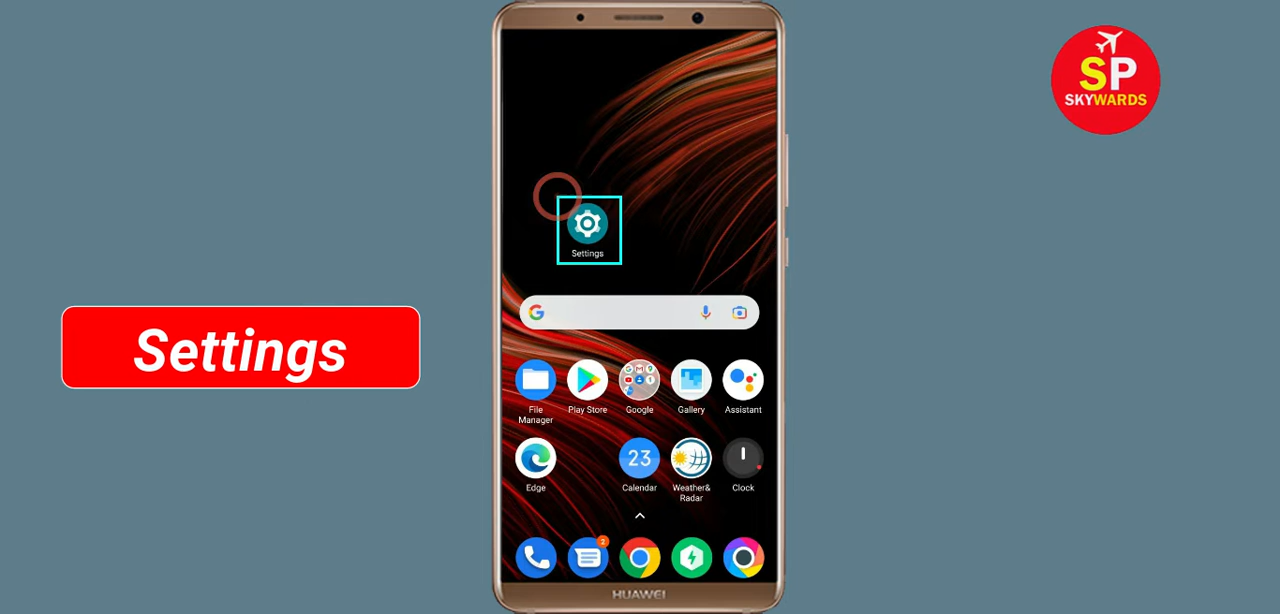 SP
SKYWARDS
Settings
Settings
File
Manager
Play Store
Google
Gallery
Assistant
Edge
23
Calendar
Weather&
Radar
Clock
2
HUAWEI